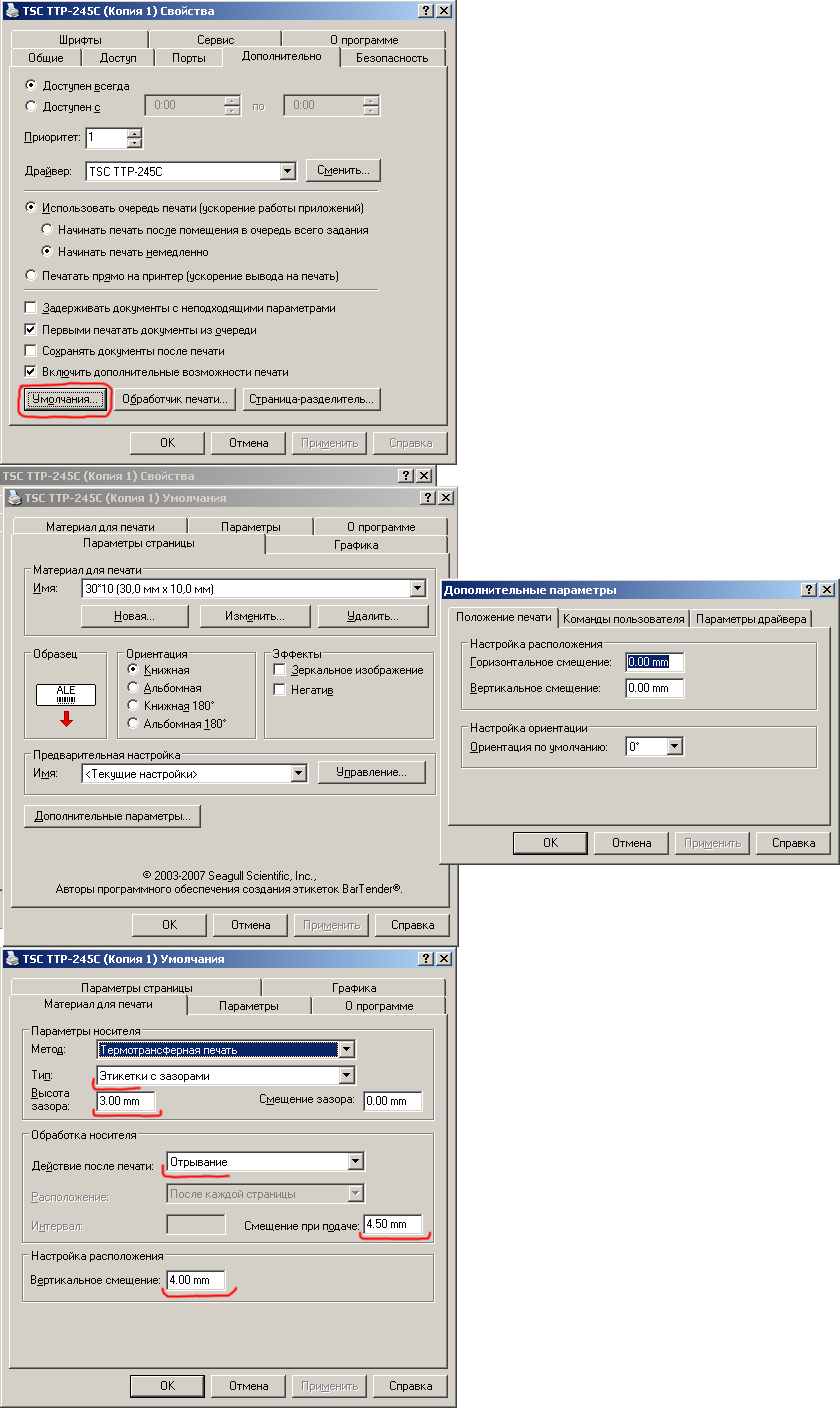 TSC TTP-245C (Копия 1) Свойства
Шрифты Сервис О программе
Общие Доступ Порты Дополнительно Безопасность
Доступен всегда
Доступен с 0:00 по 0:00
Приоритет: 1
Драйвер: TSC TTP-245C Сменить...
Использовать очередь печати (ускорение работы приложений)
Начинать печать после помещения в очередь всего задания
Начинать печать немедленно
Печатать прямо на принтер (ускорение вывода на печать)
Задерживать документы с неподходящими параметрами
Первыми печатать документы из очереди
Сохранять документы после печати
Включить дополнительные возможности печати
Умолчания... Обработчик печати... Страница-разделитель...
OK Отмена Применить Справка
TSC TTP-245C (Копия 1) Свойства
TSC TTP-245C (Копия 1) Умолчания
Материал для печати Параметры О программе
Параметры страницы Графика
Материал для печати
Имя: 30*10 (30,0 мм x 10,0 мм)
Новая... Изменить... Удалить...
Образец Ориентация Эффекты
ALE
Книжная
Альбомная
Книжная 180°
Альбомная 180°
Зеркальное изображение
Негатив
Предварительная настройка
Имя: <Текущие настройки> Управление...
Дополнительные параметры...
© 2003-2007 Seagull Scientific, Inc.,
Авторы программного обеспечения создания этикеток BarTender®.
OK Отмена Применить Справка
Дополнительные параметры
Положение печати Команды пользователя Параметры драйвера
Настройка расположения
Горизонтальное смещение: 0.00 mm
Вертикальное смещение: 0.00 mm
Настройка ориентации
Ориентация по умолчанию: 0°
OK Отмена Применить Справка
TSC TTP-245C (Копия 1) Умолчания
Параметры страницы Графика
Материал для печати Параметры О программе
Параметры носителя
Метод: Термотрансферная печать
Тип: Этикетки с зазорами
Высота зазора: 3.00 mm Смещение зазора: 0.00 mm
Обработка носителя
Действие после печати: Отрывание
Расположение: После каждой страницы
Интервал: Смещение при подаче: 4.50 mm
Настройка расположения
Вертикальное смещение: 4.00 mm
OK Отмена Применить Справка